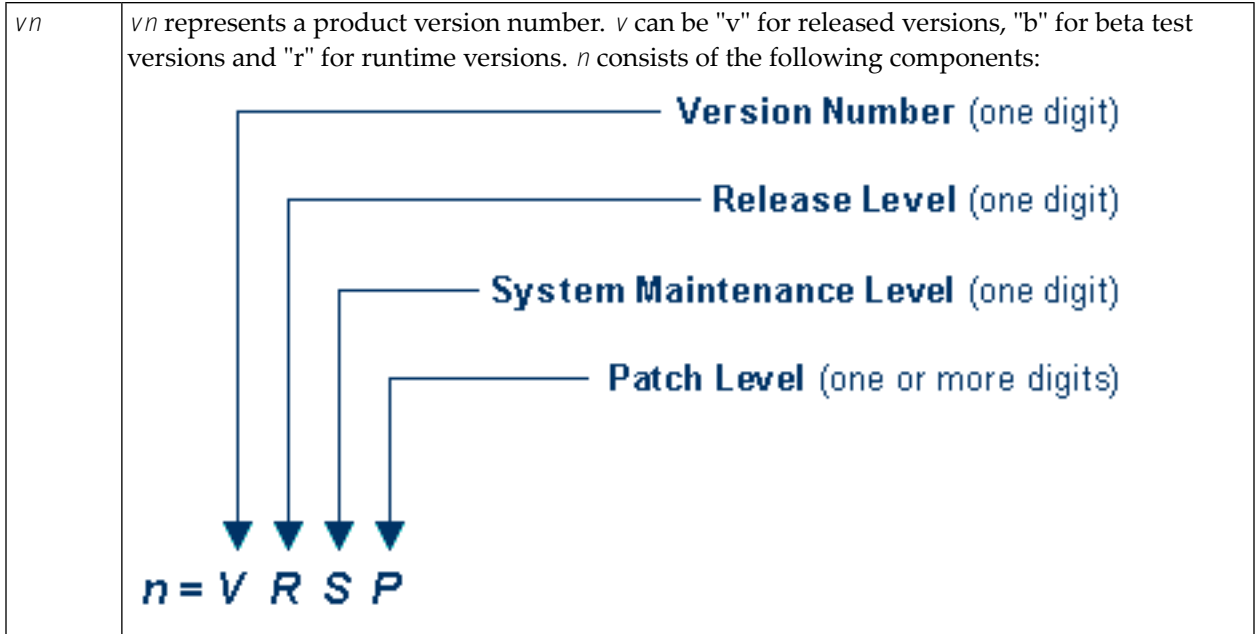 vn
vn represents a product version number. v can be "v" for released versions, "b" for beta test
versions and "r" for runtime versions. n consists of the following components:
Version Number (one digit)
Release Level (one digit)
System Maintenance Level (one digit)
Patch Level (one or more digits)
n = V R S P